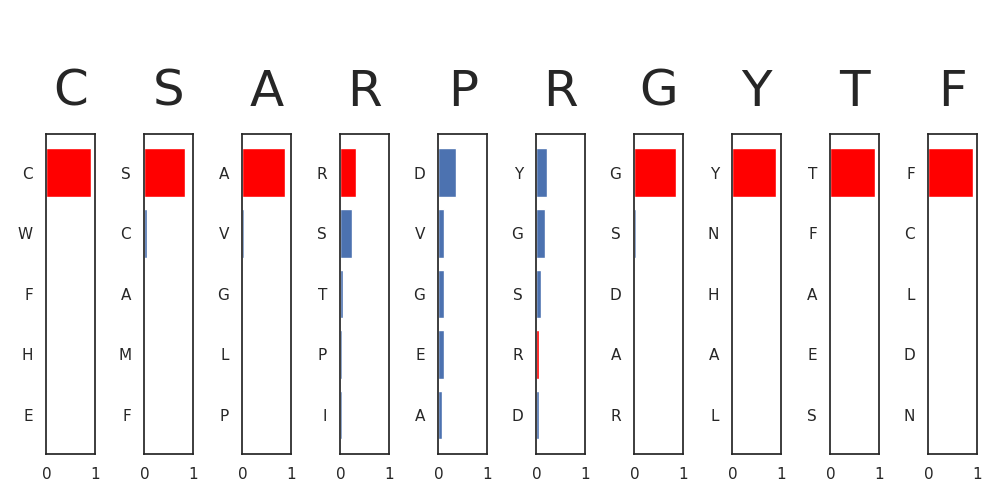 C S A R P R G Y T F
C S A R D Y G Y T F
W C V S V G S N F C
F A G T G S D H A L
H M L P E R A A E D
E F P I A D R L S N
0 1 0 1 0 1 0 1 0 1 0 1 0 1 0 1 0 1 0 1